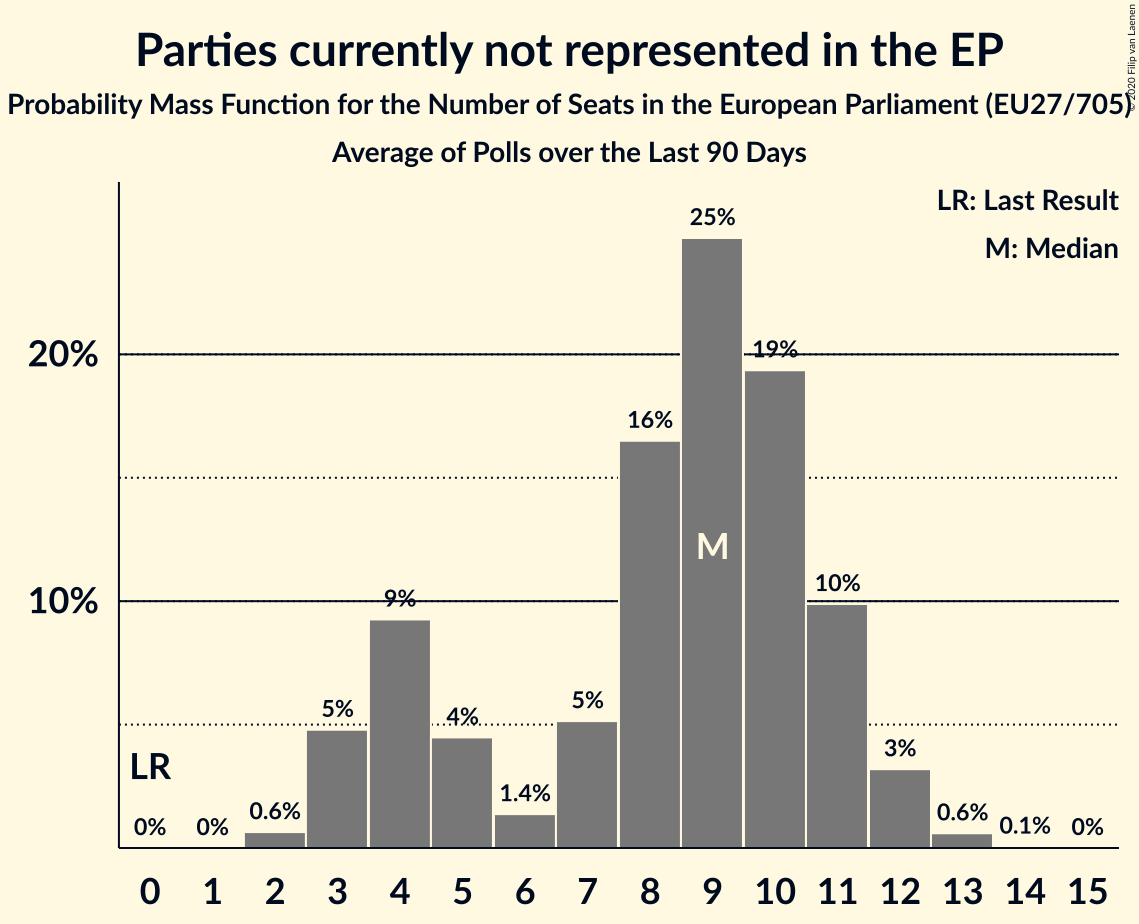 Parties currently not represented in the EP
Probability Mass Function for the Number of Seats in the European Parliament (EU27/705)
Average of Polls over the Last 90 Days
© 2020 Filip van Laenen
LR: Last Result
M: Median
25%
20%
19%
16%
M
10%
10%
9%
5%
4%
5%
3%
LR
0%
0%
0.6%
1.4%
0.6%
0.1%
0%
0 1 2 3 4 5 6 7 8 9 10 11 12 13 14 15